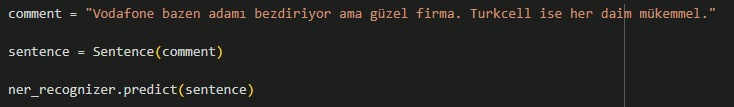 comment = "Vodafone bazen adamı bezdiriyor ama güzel firma. Turkcell ise her daim mükemmel."
sentence = Sentence(comment)
ner_recognizer.predict(sentence)